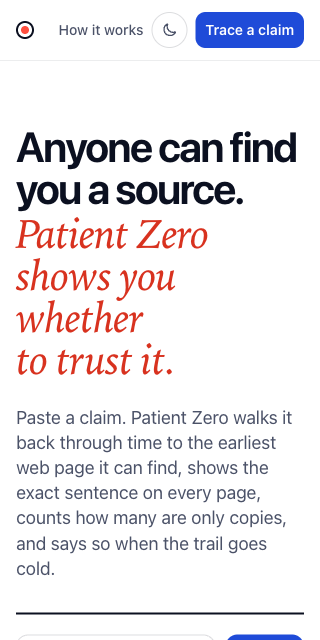 How it works
Trace a claim
Anyone can find
you a source.
Patient Zero
shows you
whether
to trust it.
Paste a claim. Patient Zero walks it
back through time to the earliest
web page it can find, shows the
exact sentence on every page,
counts how many are only copies,
and says so when the trail goes
cold.